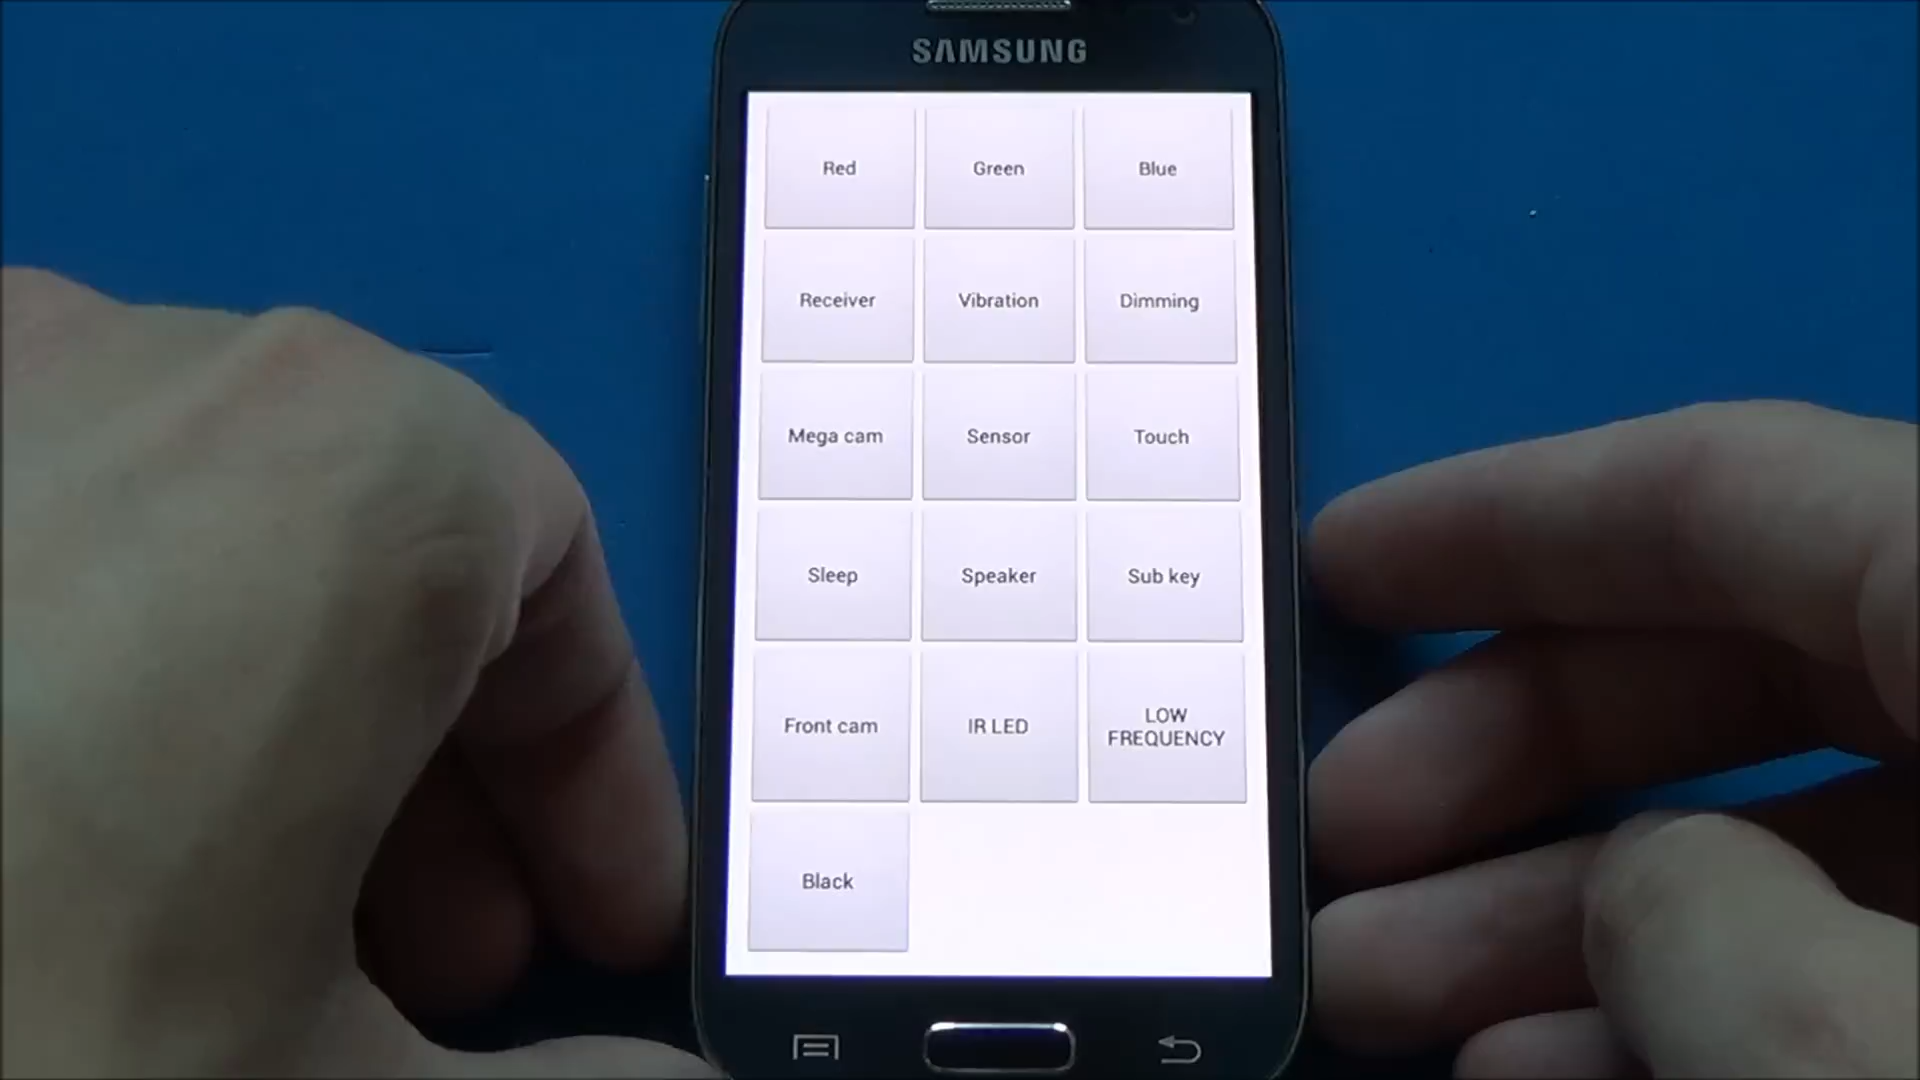 SAMSUNG
Red
Green
Blue
Receiver
Vibration
Dimming
Mega cam
Sensor
Touch
Sleep
Speaker
Sub key
Front cam
IR LED
LOW
FREQUENCY
Black